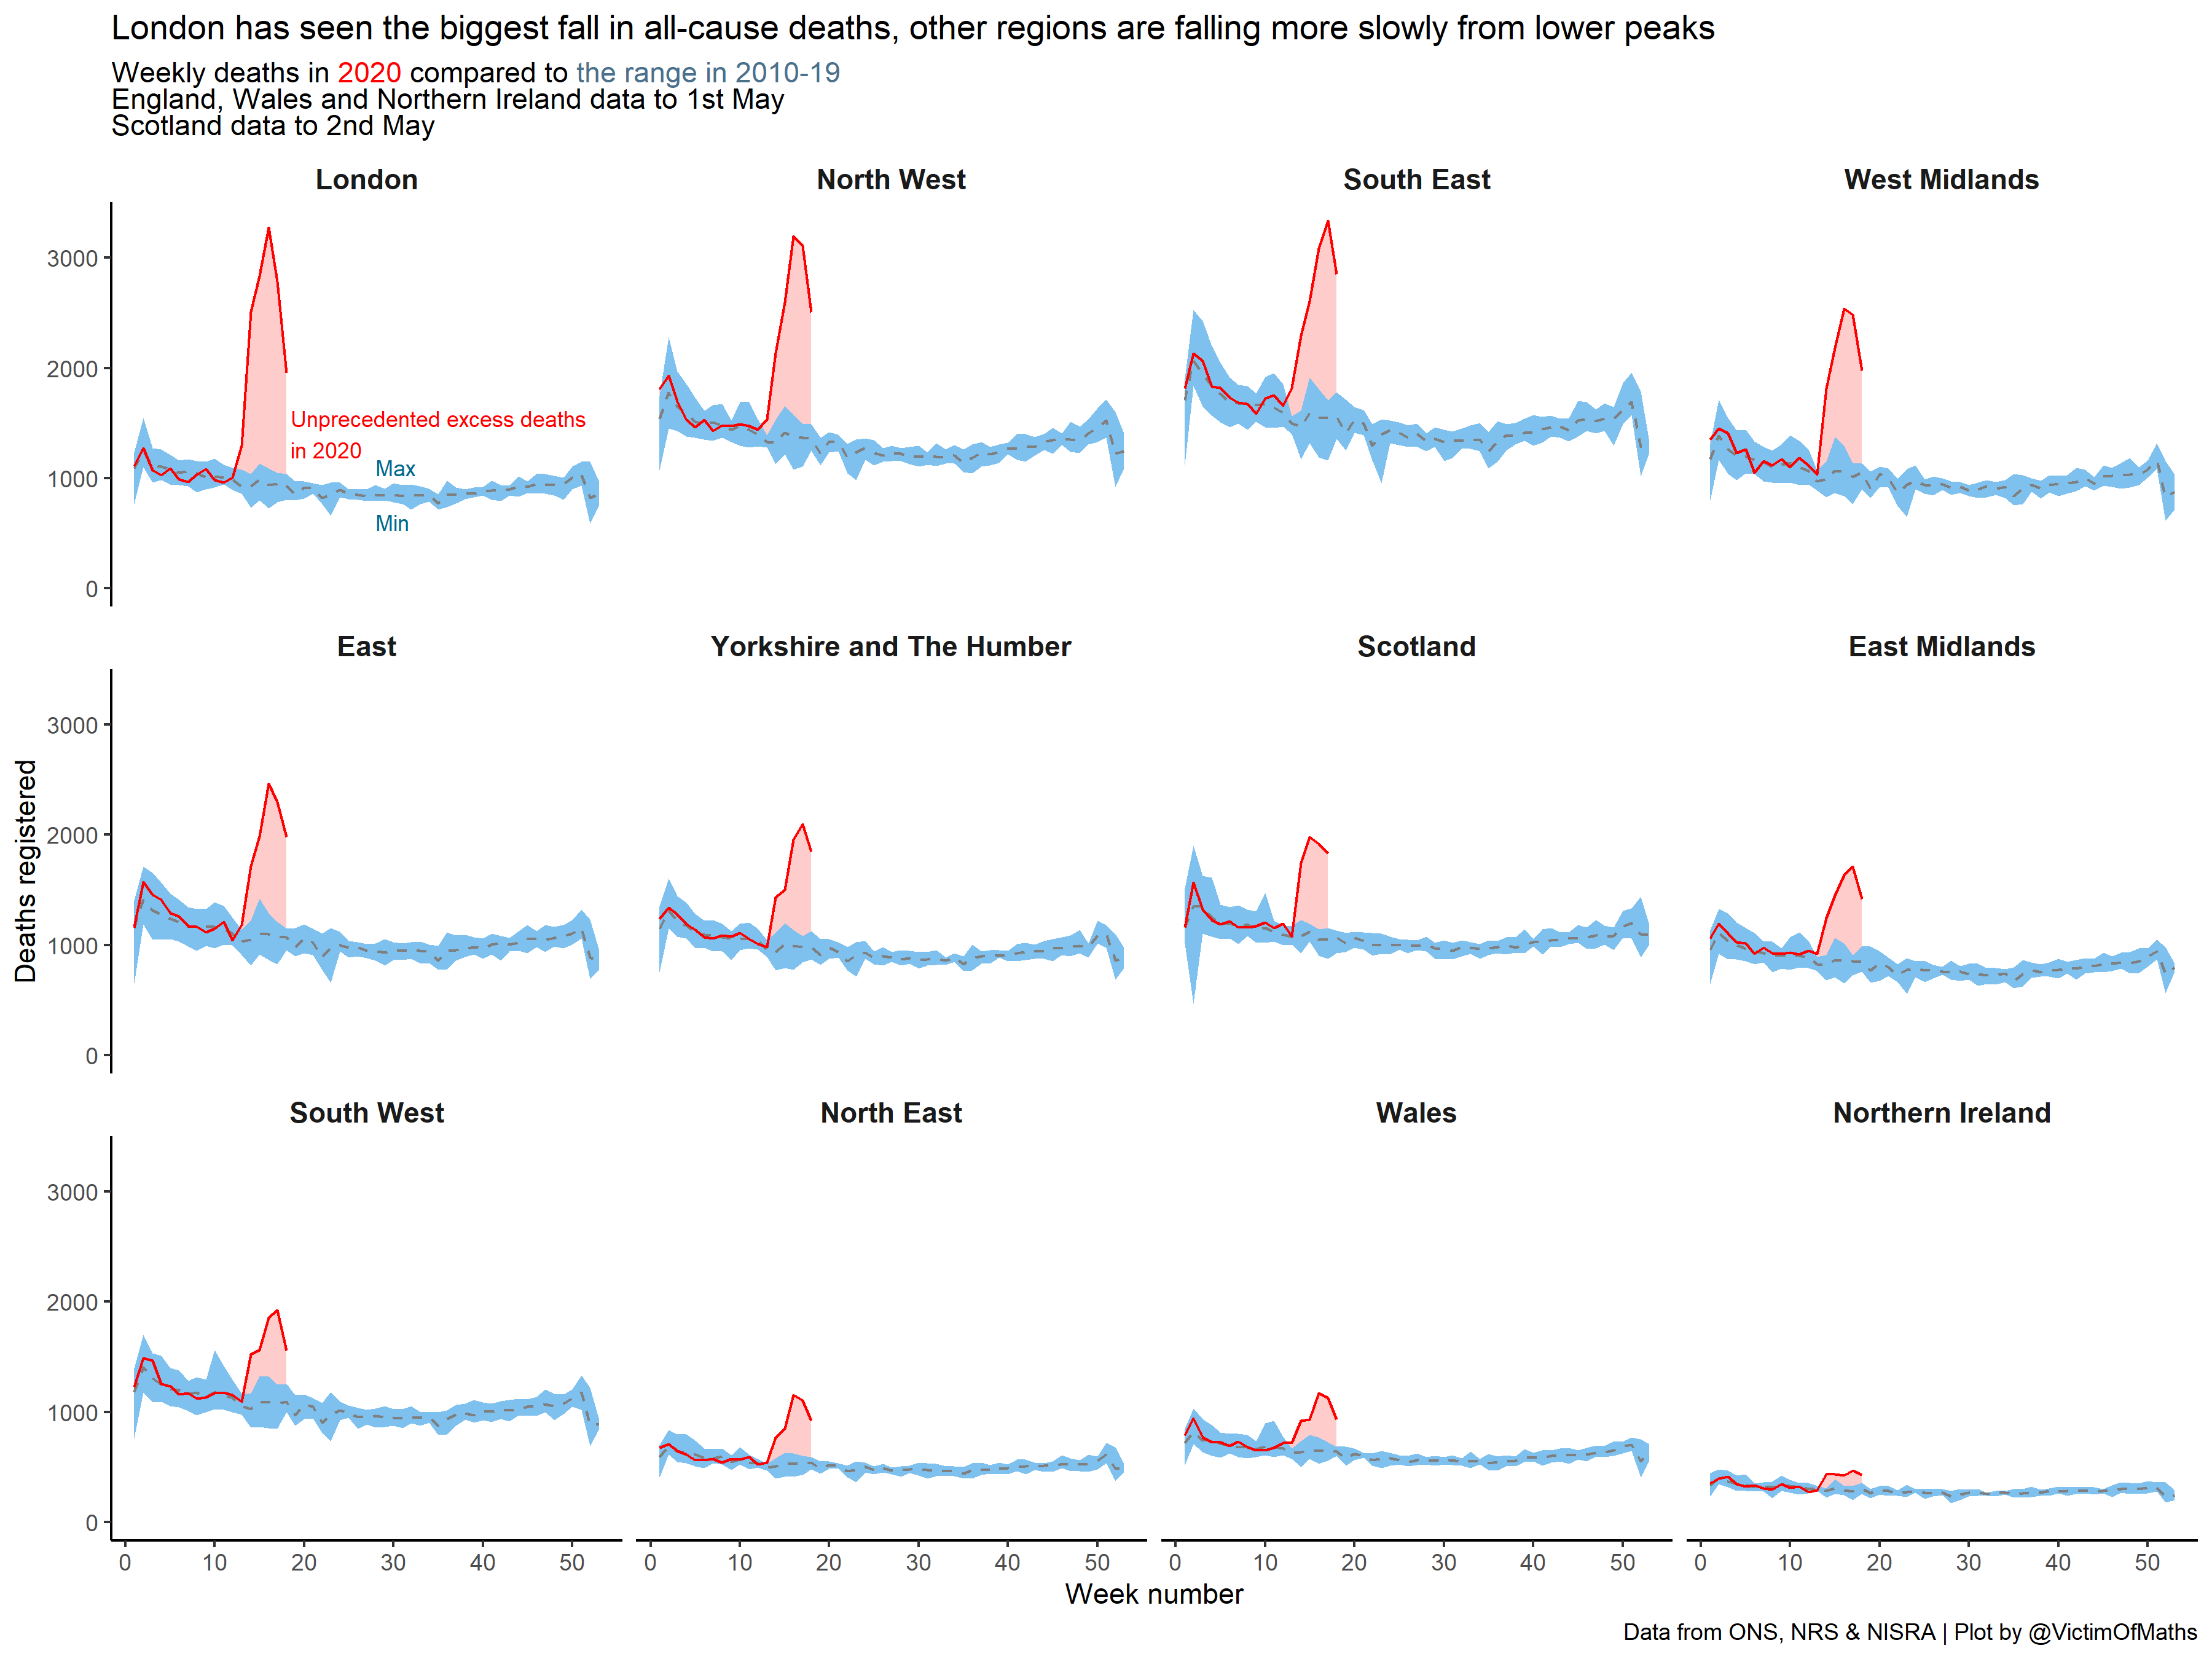 London has seen the biggest fall in all-cause deaths, other regions are falling more slowly from lower peaks
Weekly deaths in 2020 compared to the range in 2010-19
England, Wales and Northern Ireland data to 1st May
Scotland data to 2nd May
London
North West
South East
West Midlands
3000
2000
1000
0
Unprecedented excess deaths
in 2020
Max
Min
East
Yorkshire and The Humber
Scotland
East Midlands
3000
2000
1000
0
Deaths registered
South West
North East
Wales
Northern Ireland
3000
2000
1000
0
0 10 20 30 40 50
0 10 20 30 40 50
0 10 20 30 40 50
0 10 20 30 40 50
Week number
Data from ONS, NRS & NISRA | Plot by @VictimOfMaths